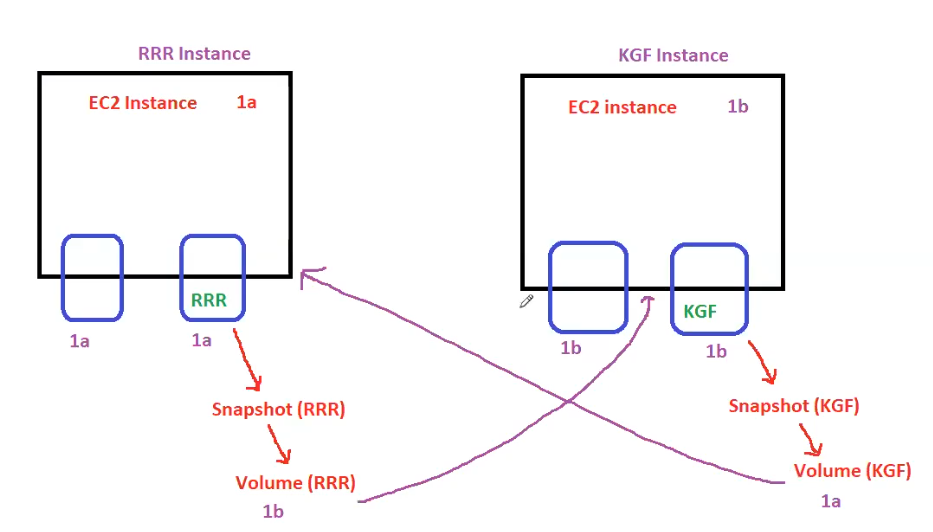 RRR Instance
KGF Instance
EC2 Instance 1a
EC2 instance 1b
RRR
KGF
1a
1a
1b
1b
Snapshot (RRR)
Snapshot (KGF)
Volume (RRR)
Volume (KGF)
1b
1a